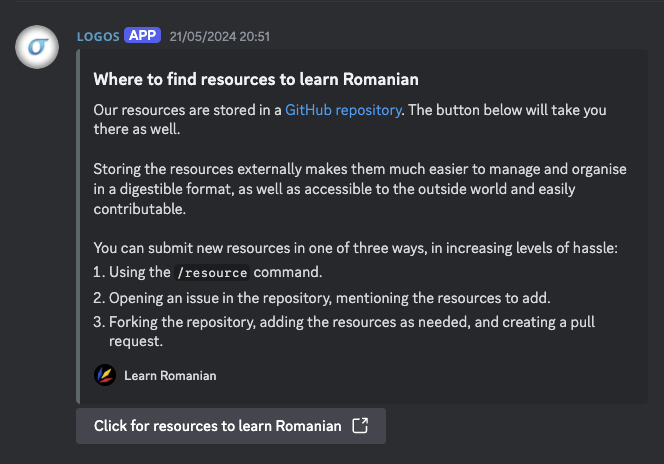 LOGOS APP 21/05/2024 20:51
Where to find resources to learn Romanian
Our resources are stored in a GitHub repository. The button below will take you
there as well.
Storing the resources externally makes them much easier to manage and organise
in a digestible format, as well as accessible to the outside world and easily
contributable.
You can submit new resources in one of three ways, in increasing levels of hassle:
1. Using the /resource command.
2. Opening an issue in the repository, mentioning the resources to add.
3. Forking the repository, adding the resources as needed, and creating a pull
request.
Learn Romanian
Click for resources to learn Romanian